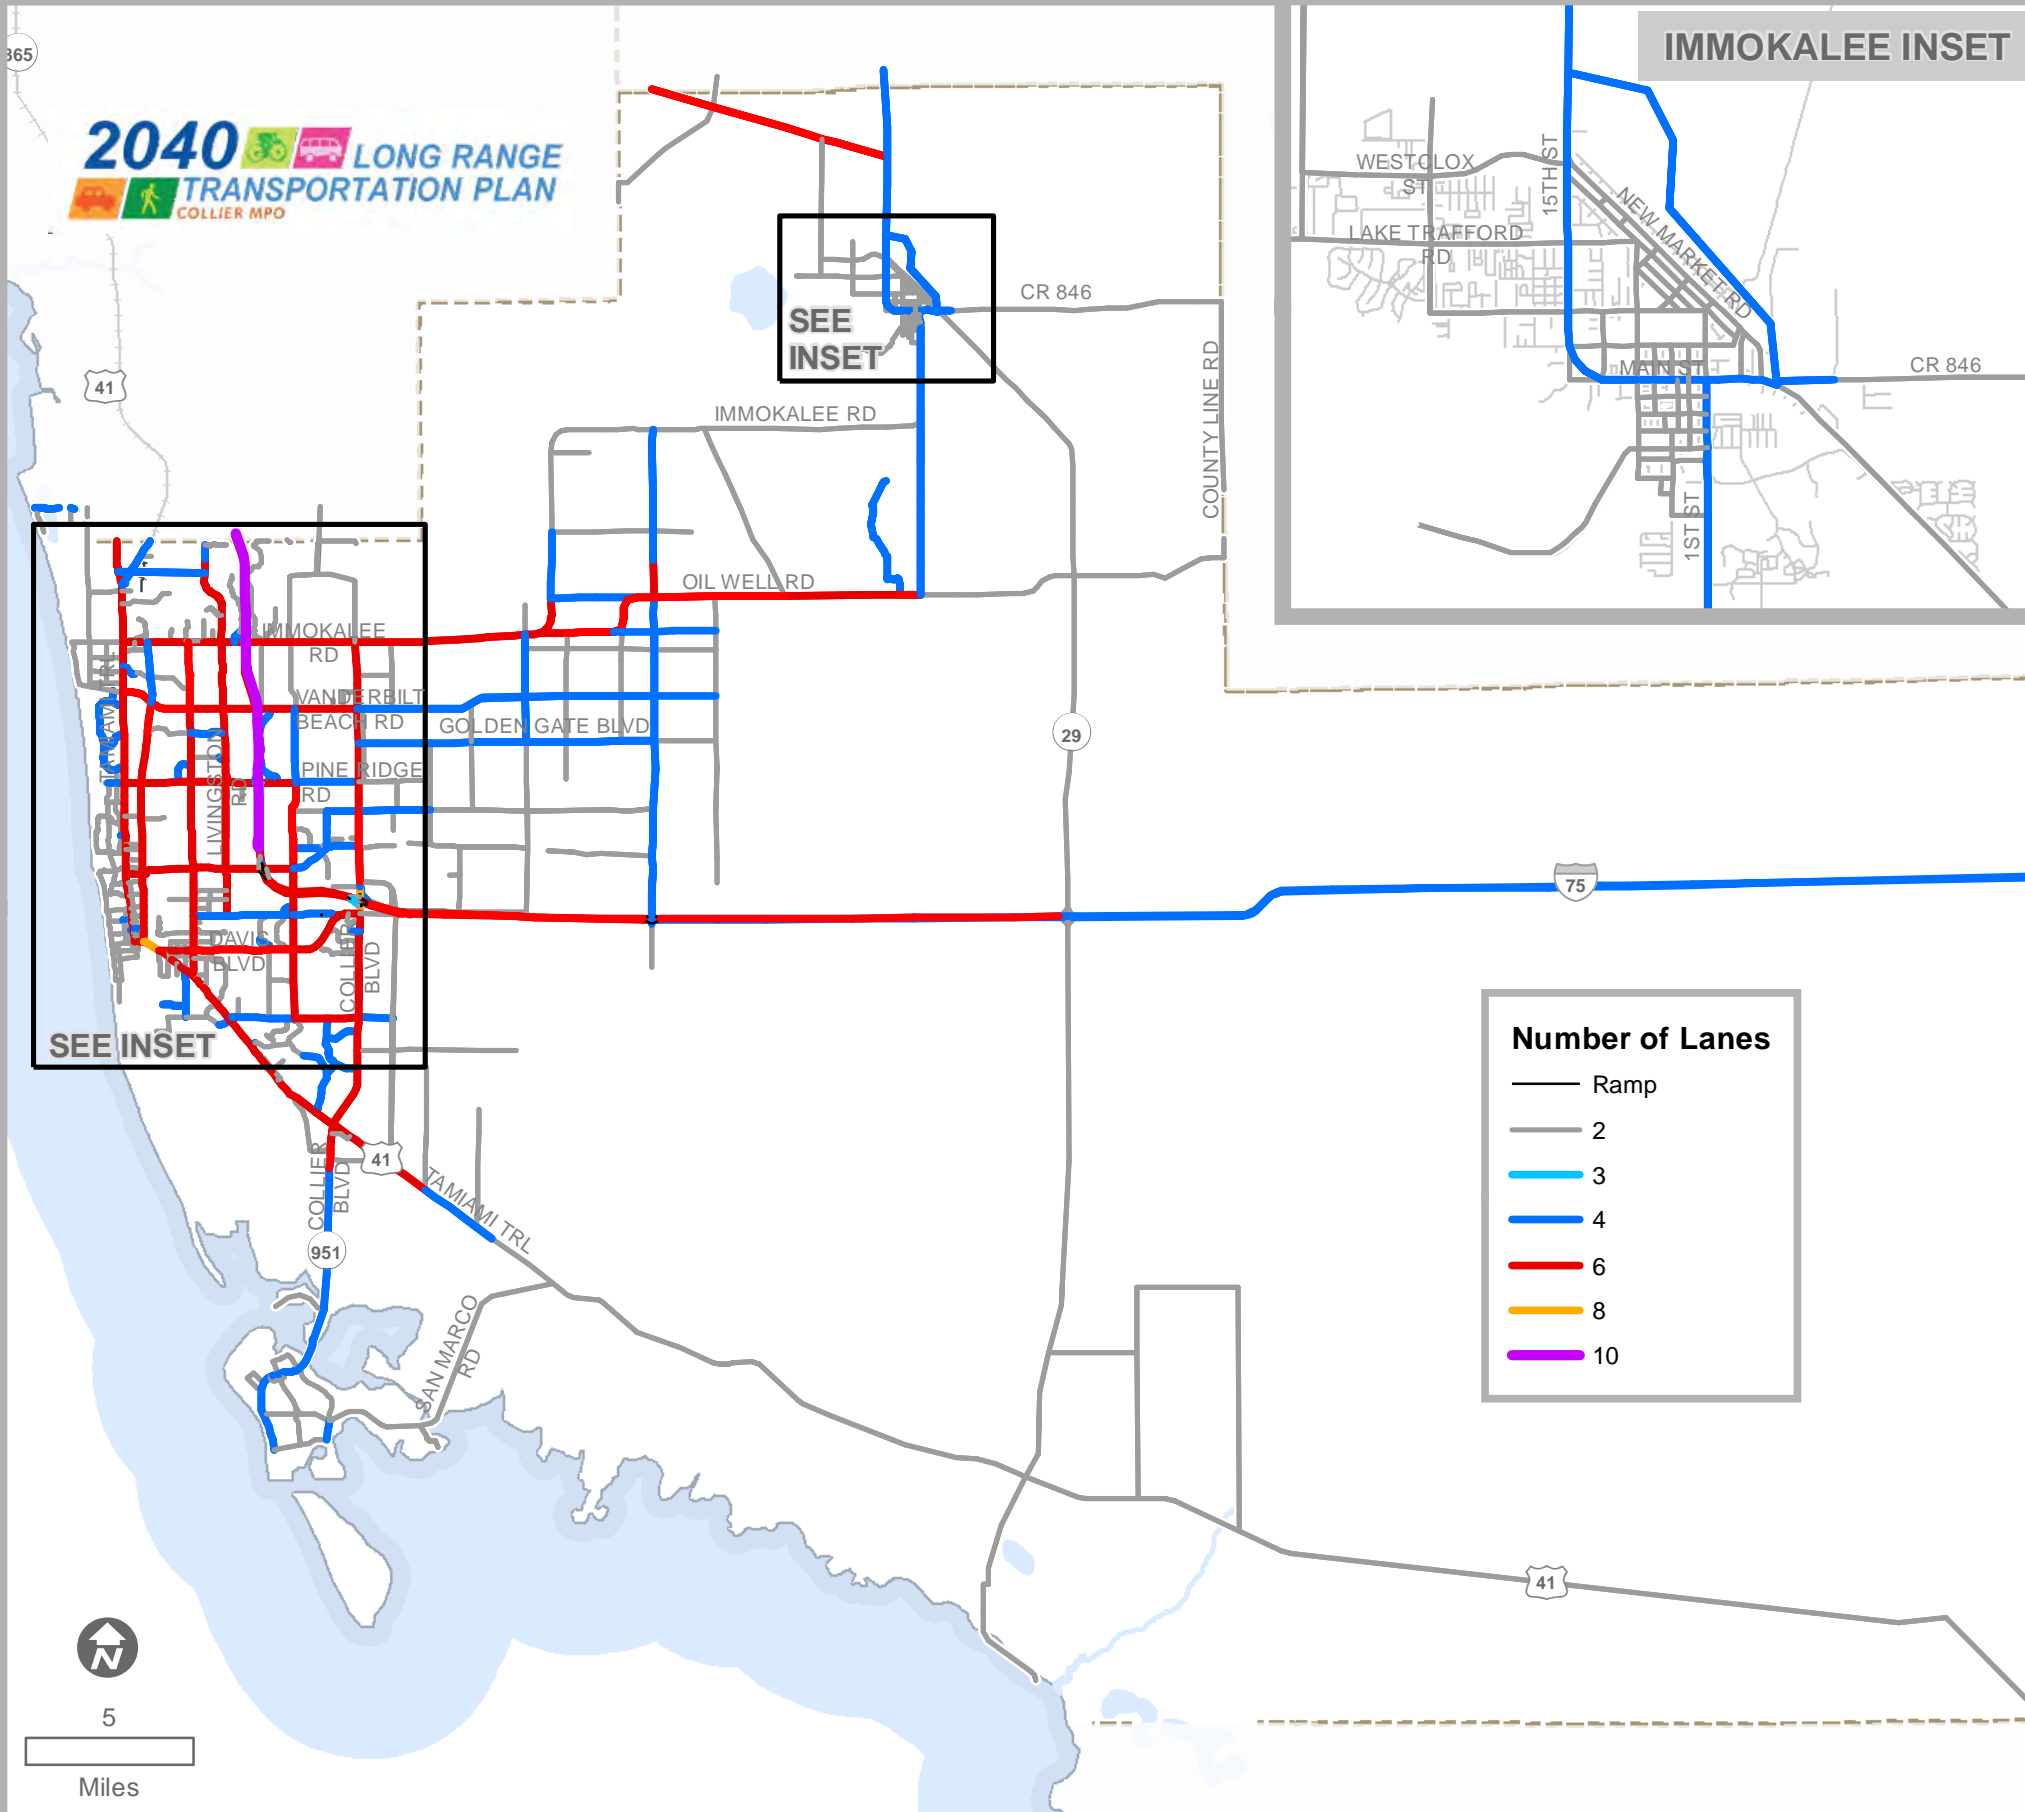 865
2040 LONG RANGE
TRANSPORTATION PLAN
COLLIER MPO
41
IMMOKALEE INSET
WESTCLOX
ST
15TH ST
NEW MARKET RD
LAKE TRAFFORD
RD
MAIN ST
CR 846
1ST ST
CR 846
SEE
INSET
COUNTY LINE RD
IMMOKALEE RD
OIL WELL RD
IMMOKALEE
RD
TAMIAMI TRL
VANDERBILT
BEACH RD
GOLDEN GATE BLVD
29
LIVINGSTON
RD
PINE RIDGE
RD
75
DAVIS
BLVD
COLLIER
BLVD
SEE INSET
41
COLLIER
BLVD
TAMIAMI TRL
951
SAN MARCO
RD
Number of Lanes
Ramp
2
3
4
6
8
10
41
N
5
Miles